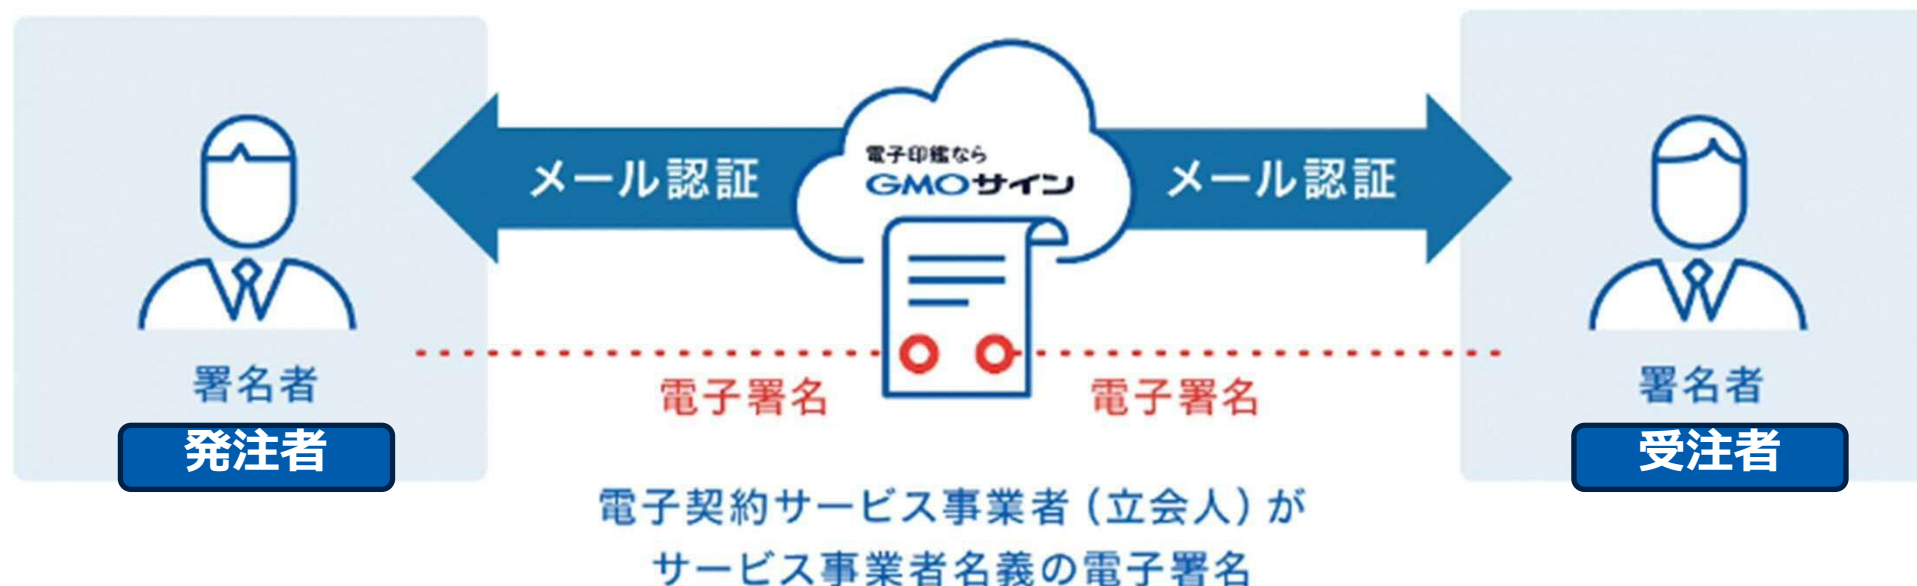 電子印鑑なら
GMOサイン
メール認証
メール認証
電子署名
電子署名
署名者
発注者
署名者
受注者
電子契約サービス事業者（立会人）が
サービス事業者名義の電子署名